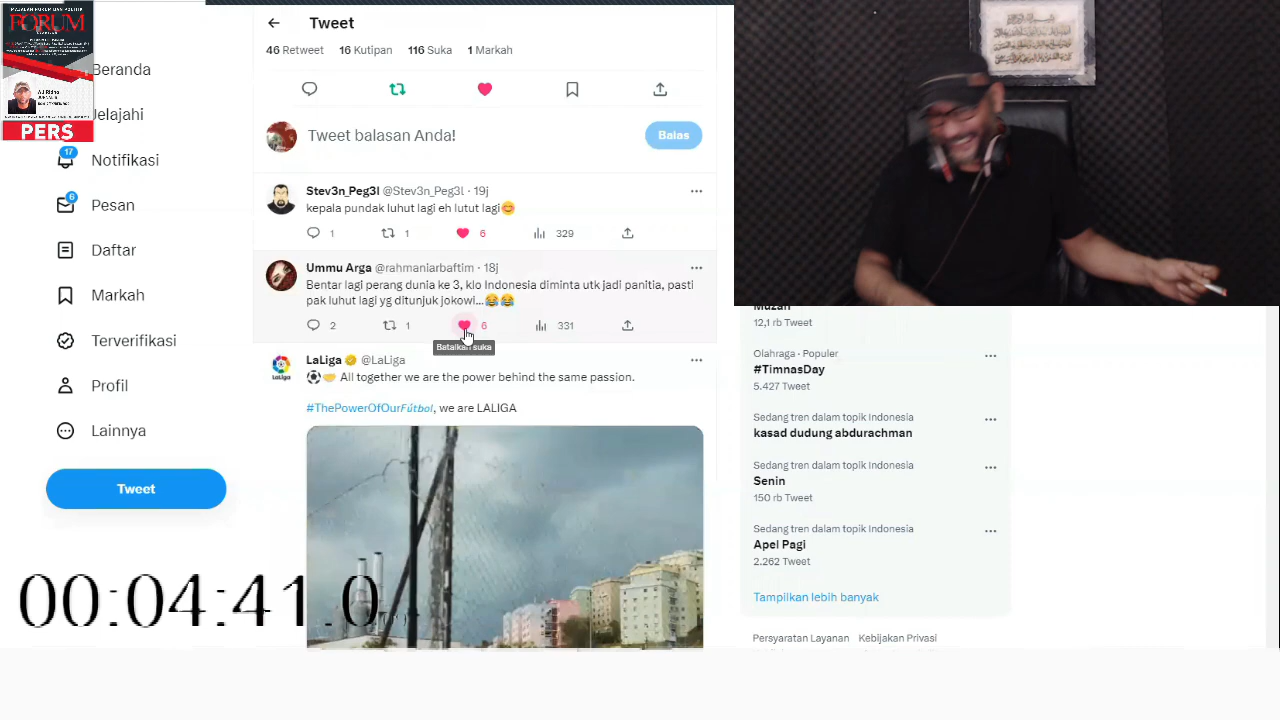 FORUM
PERS
Tweet
46 Retweet 16 Kutipan 116 Suka 1 Markah
Tweet balasan Anda!
Balas
Beranda
Jelajahi
17
Notifikasi
6
Pesan
Daftar
Markah
Terverifikasi
Profil
Lainnya
Tweet
Stev3n_Peg3l @Stev3n_Peg3l · 19j
kepala pundak luhut lagi eh lutut lagi😊
1 1 6 329
Ummu Arga @rahmaniarbaftim · 18j
Bentar lagi perang dunia ke 3, klo Indonesia diminta utk jadi panitia, pasti
pak luhut lagi yg ditunjuk jokowi...😂😂
2 1 6 331
Batalkan suka
LaLiga @LaLiga
⚽🤝 All together we are the power behind the same passion.
#ThePowerOfOurFútbol, we are LALIGA
00:04:41.0
Muzan
12,1 rb Tweet
Olahraga · Populer
#TimnasDay
5.427 Tweet
Sedang tren dalam topik Indonesia
kasad dudung abdurachman
Sedang tren dalam topik Indonesia
Senin
150 rb Tweet
Sedang tren dalam topik Indonesia
Apel Pagi
2.262 Tweet
Tampilkan lebih banyak
Persyaratan Layanan Kebijakan Privasi